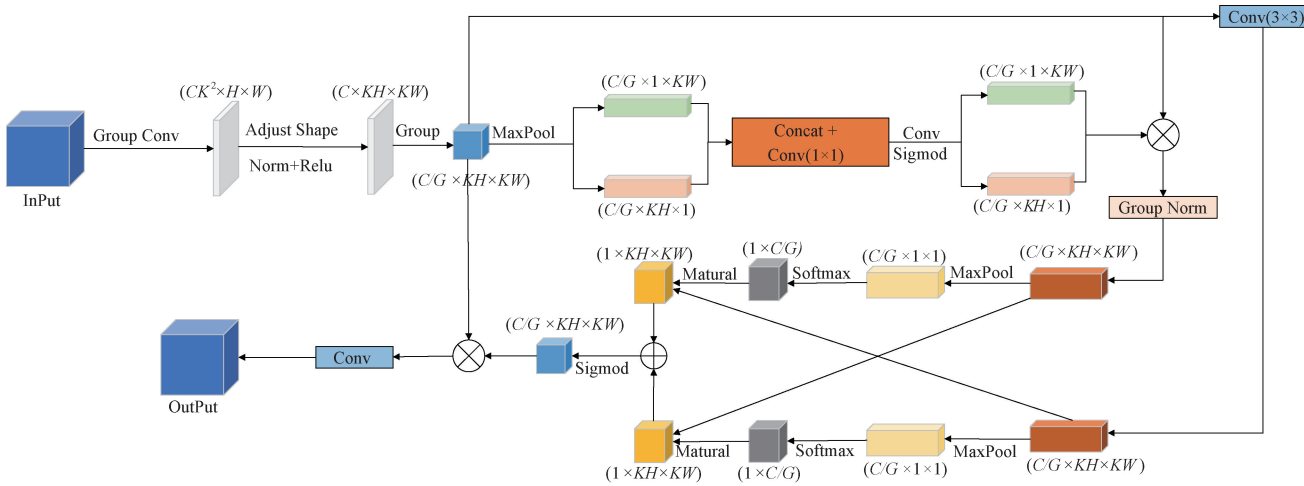 Conv(3×3)
(C/G ×1×KW)
(C/G ×1×KW)
(CK²×H×W)
(C×KH×KW)
Group Conv
Adjust Shape
Norm+Relu
Group
MaxPool
Concat +
Conv(1×1)
Conv
Sigmod
InPut
(C/G ×KH×KW)
(C/G×KH×1)
(C/G×KH×1)
Group Norm
(1×KH×KW)
(1×C/G)
(C/G ×1×1)
(C/G×KH×KW)
Matural
Softmax
MaxPool
(C/G ×KH×KW)
Conv
Sigmod
OutPut
Matural
Softmax
MaxPool
(1×KH×KW)
(1×C/G)
(C/G ×1×1)
(C/G×KH×KW)